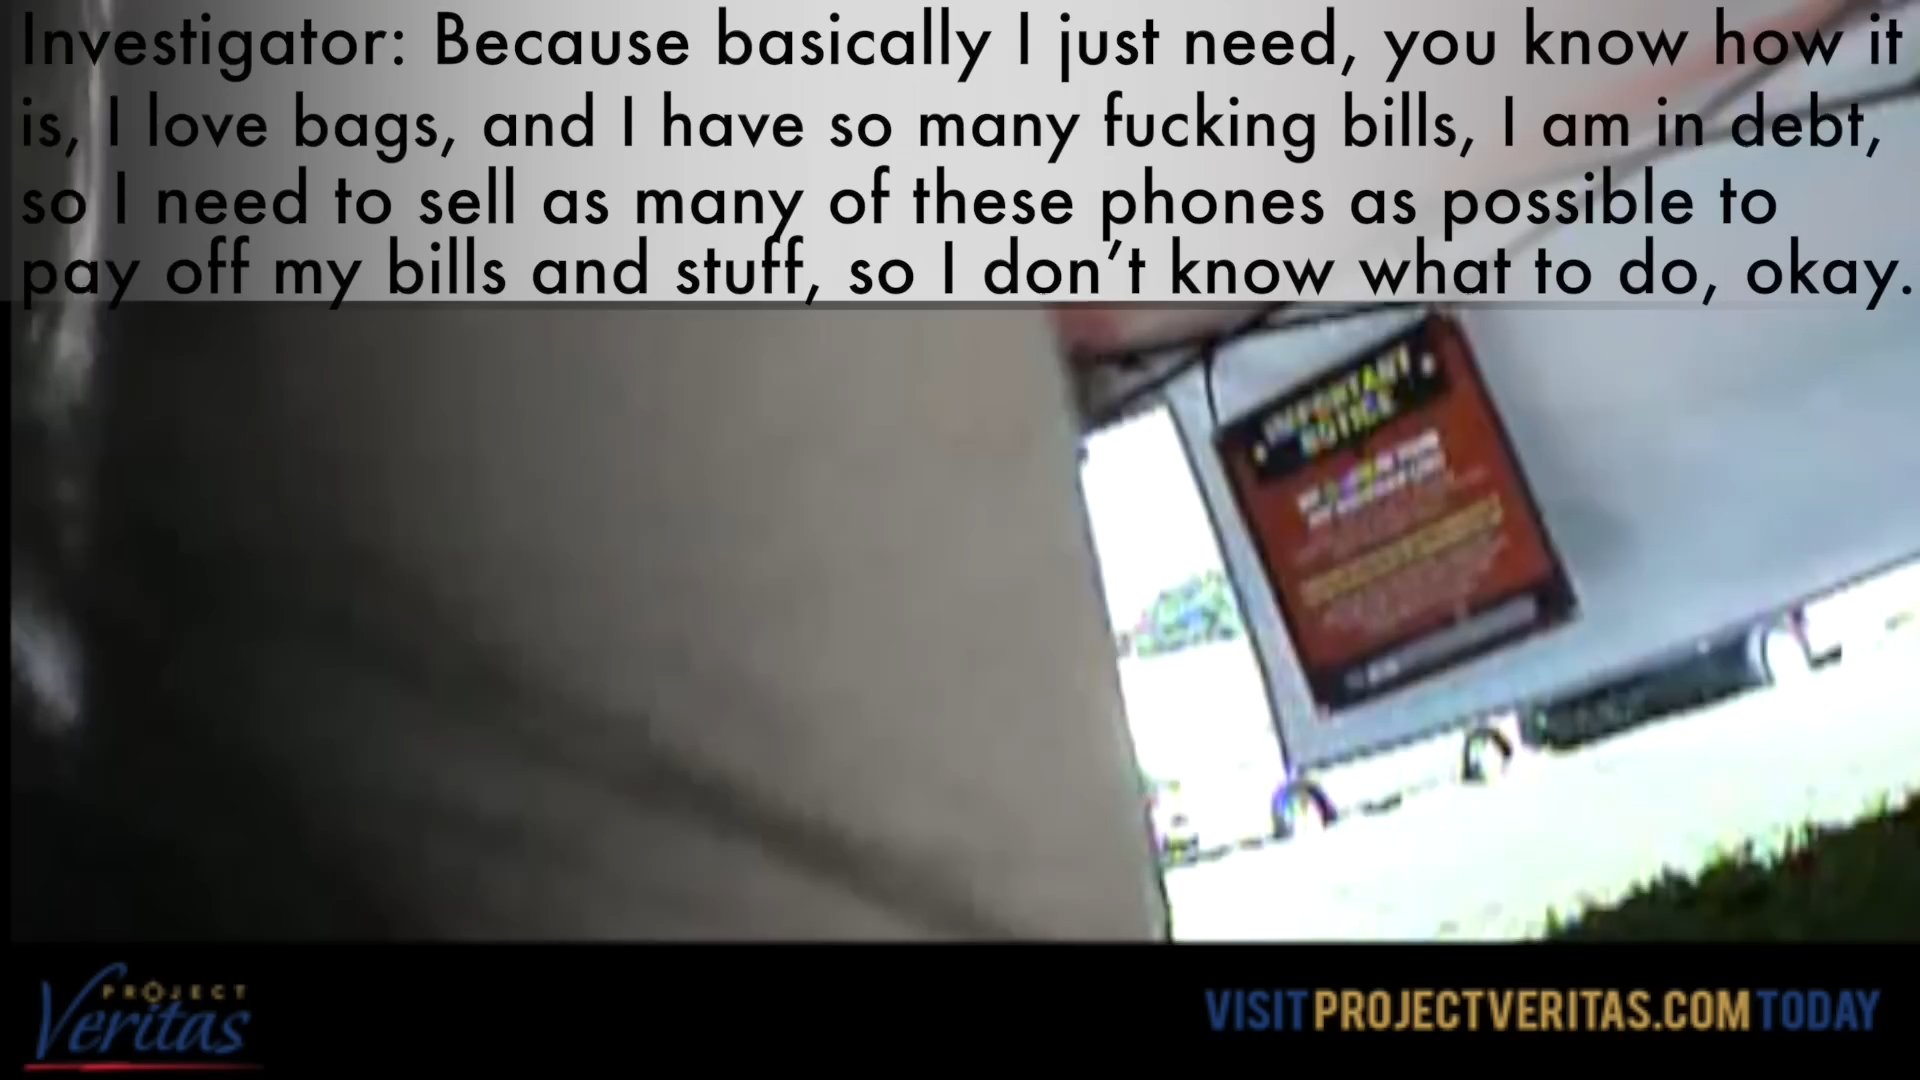 Investigator: Because basically I just need, you know how it
is, I love bags, and I have so many fucking bills, I am in debt,
so I need to sell as many of these phones as possible to
pay off my bills and stuff, so I don’t know what to do, okay.
IMPORTANT
NOTICE
PROJECT
Veritas
VISIT PROJECTVERITAS.COM TODAY